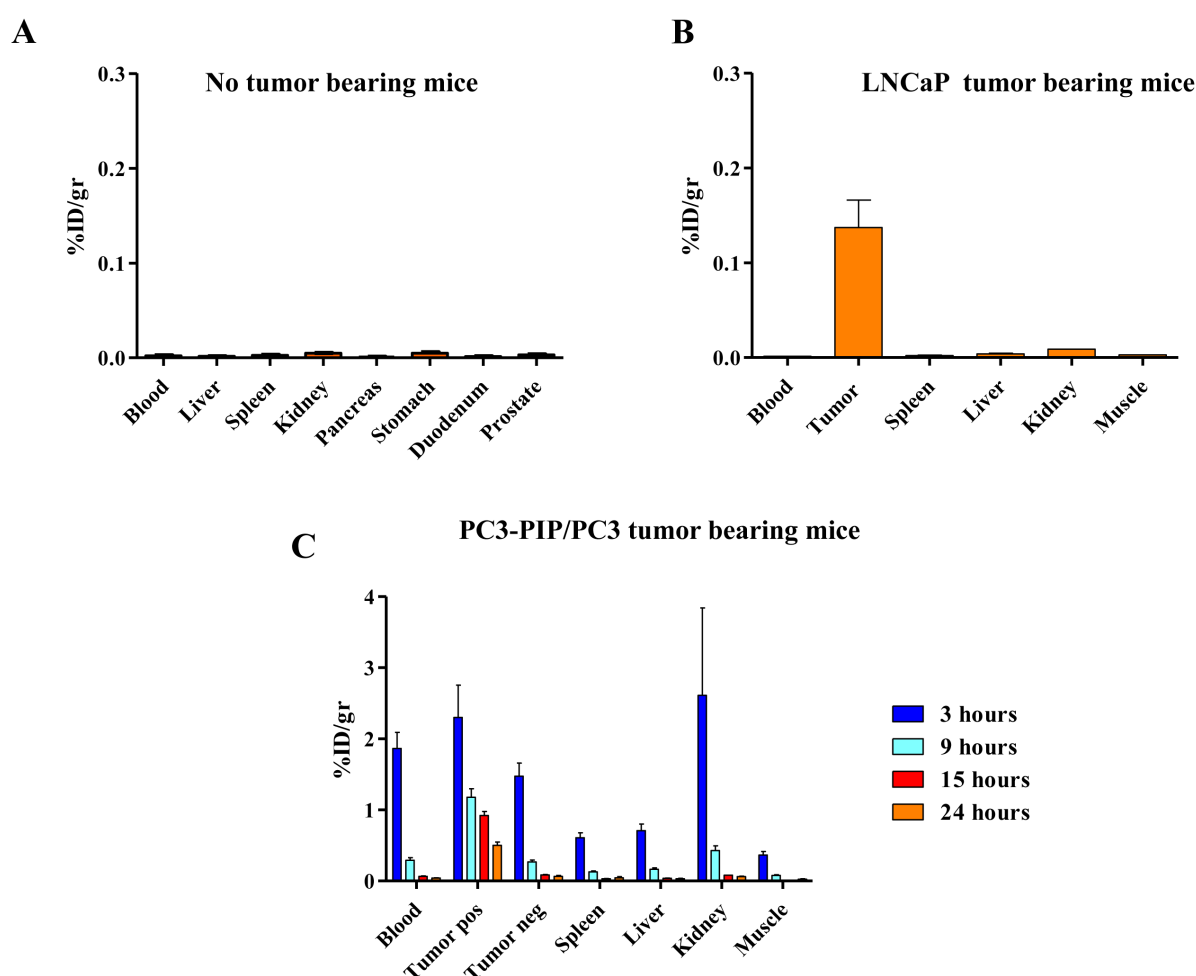 A
No tumor bearing mice
0.3
0.2
0.1
0.0
%ID/gr
Blood
Liver
Spleen
Kidney
Pancreas
Stomach
Duodenum
Prostate
B
LNCaP tumor bearing mice
0.3
0.2
0.1
0.0
%ID/gr
Blood
Tumor
Spleen
Liver
Kidney
Muscle
C
PC3-PIP/PC3 tumor bearing mice
4
3
2
1
0
%ID/gr
Blood
Tumor pos
Tumor neg
Spleen
Liver
Kidney
Muscle
3 hours
9 hours
15 hours
24 hours